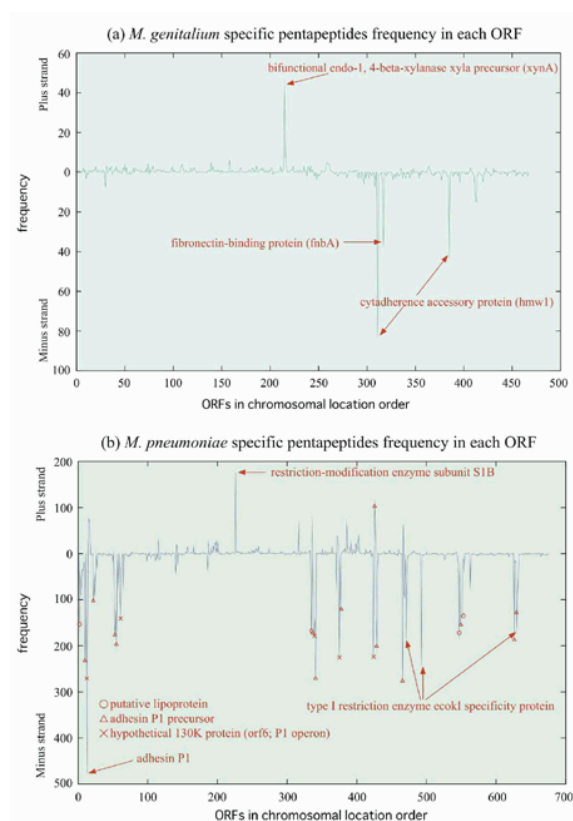 (a) M. genitalium specific pentapeptides frequency in each ORF
60
bifunctional endo-1, 4-beta-xylanase xyla precursor (xynA)
Plus strand
40
20
0
frequency
20
fibronectin-binding protein (fnbA)
40
60
cytadherence accessory protein (hmw1)
Minus strand
80
100
0 50 100 150 200 250 300 350 400 450 500
ORFs in chromosomal location order
(b) M. pneumoniae specific pentapeptides frequency in each ORF
200
restriction-modification enzyme subunit S1B
Plus strand
100
0
frequency
100
200
300
putative lipoprotein
type I restriction enzyme ecokI specificity protein
adhesin P1 precursor
hypothetical 130K protein (orf6; P1 operon)
400
Minus strand
adhesin P1
500
0 100 200 300 400 500 600 700
ORFs in chromosomal location order